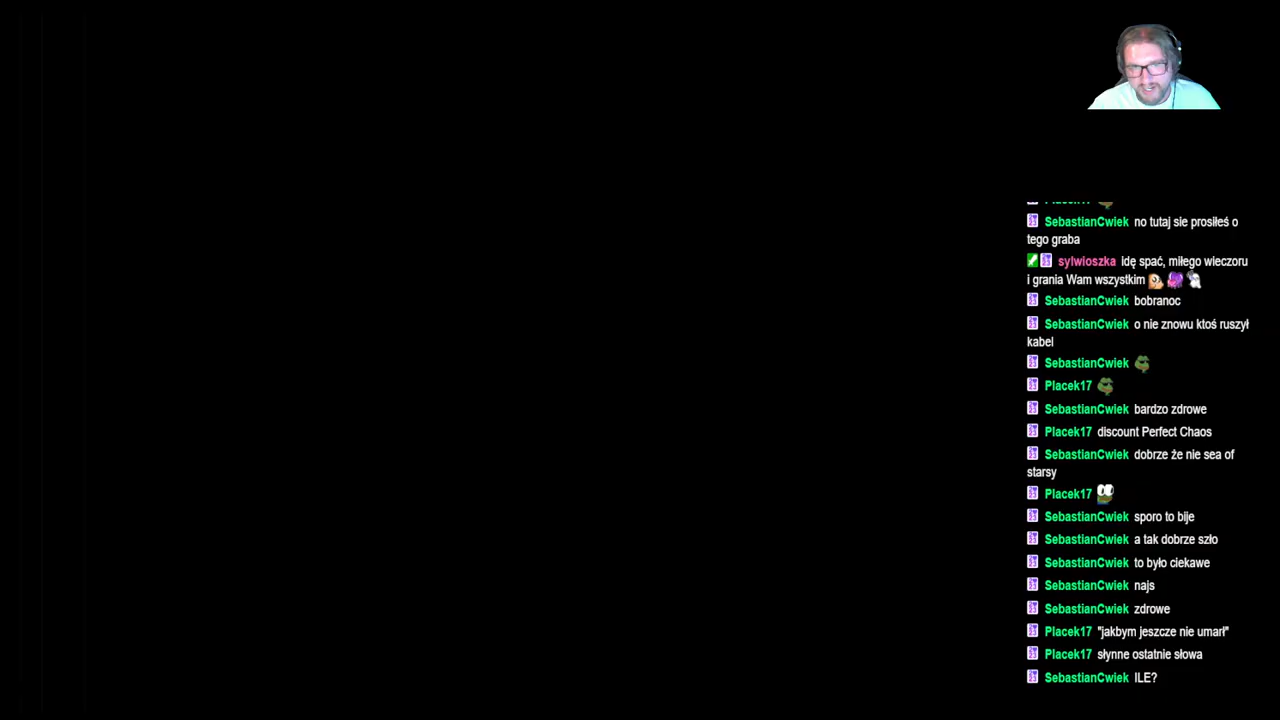 SebastianCwiek no tutaj sie prosiłeś o
tego graba
sylwioszka idę spać, miłego wieczoru
i grania Wam wszystkim
SebastianCwiek bobranoc
SebastianCwiek o nie znowu ktoś ruszył
kabel
SebastianCwiek
Placek17
SebastianCwiek bardzo zdrowe
Placek17 discount Perfect Chaos
SebastianCwiek dobrze że nie sea of
starsy
Placek17
SebastianCwiek sporo to bije
SebastianCwiek a tak dobrze szło
SebastianCwiek to było ciekawe
SebastianCwiek najs
SebastianCwiek zdrowe
Placek17 "jakbym jeszcze nie umarł"
Placek17 słynne ostatnie słowa
SebastianCwiek ILE?